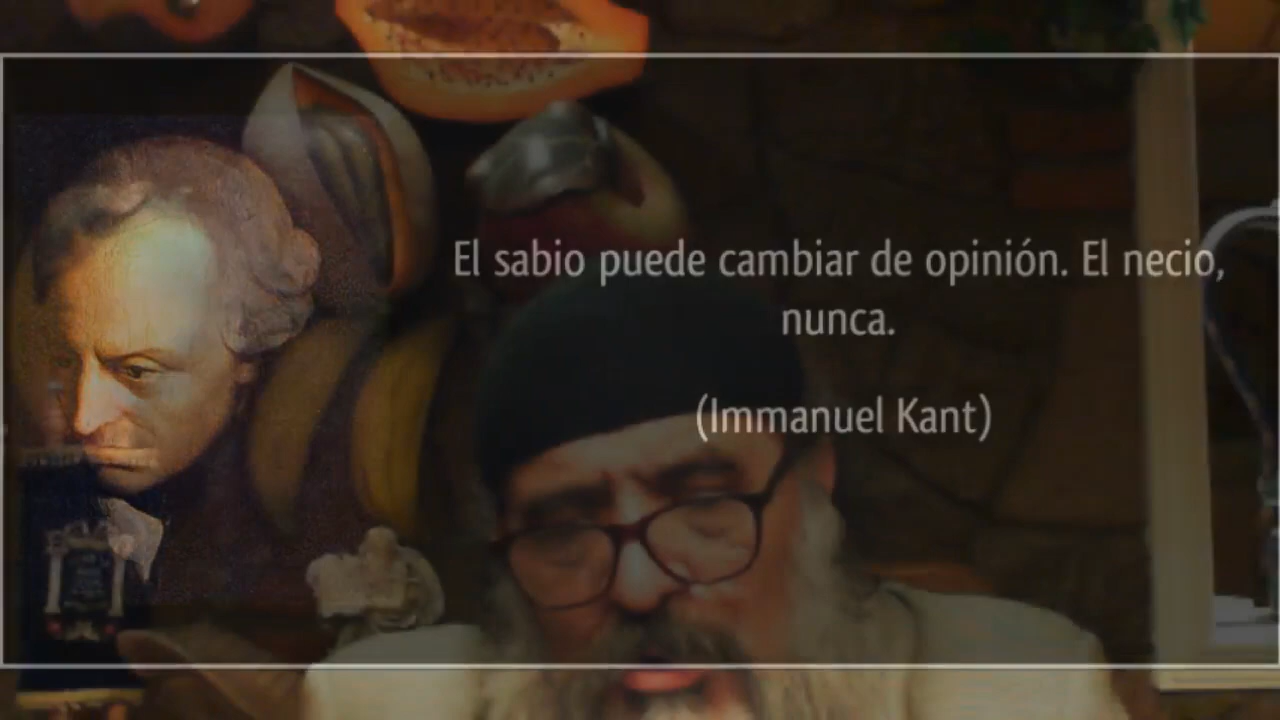 El sabio puede cambiar de opinión. El necio,
nunca.
(Immanuel Kant)